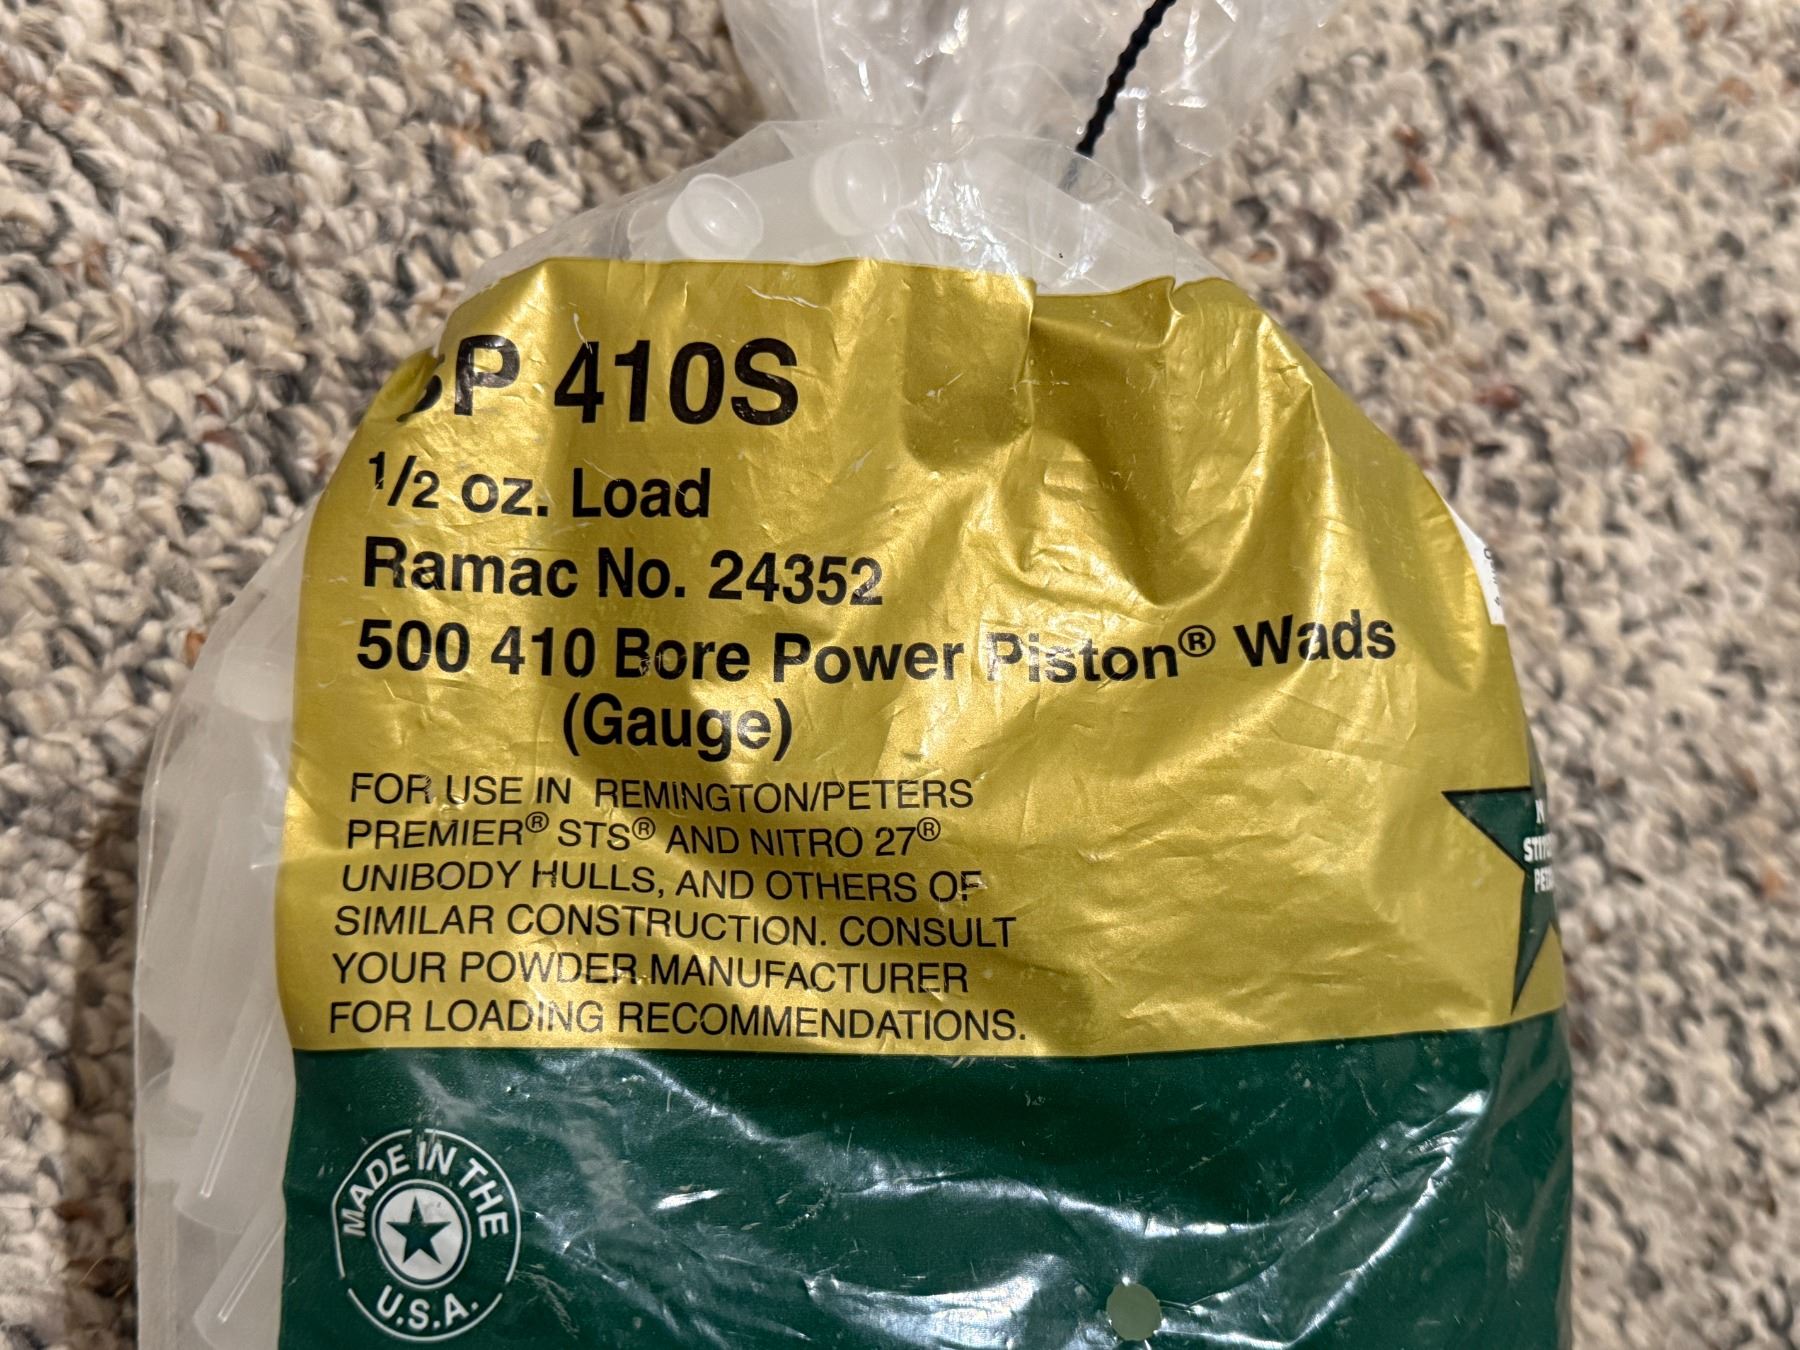 SP 410S
1/2 oz. Load
Ramac No. 24352
500 410 Bore Power Piston® Wads
(Gauge)
FOR USE IN REMINGTON/PETERS
PREMIER® STS® AND NITRO 27®
UNIBODY HULLS, AND OTHERS OF
SIMILAR CONSTRUCTION. CONSULT
YOUR POWDER MANUFACTURER
FOR LOADING RECOMMENDATIONS.
MADE IN THE
U.S.A.